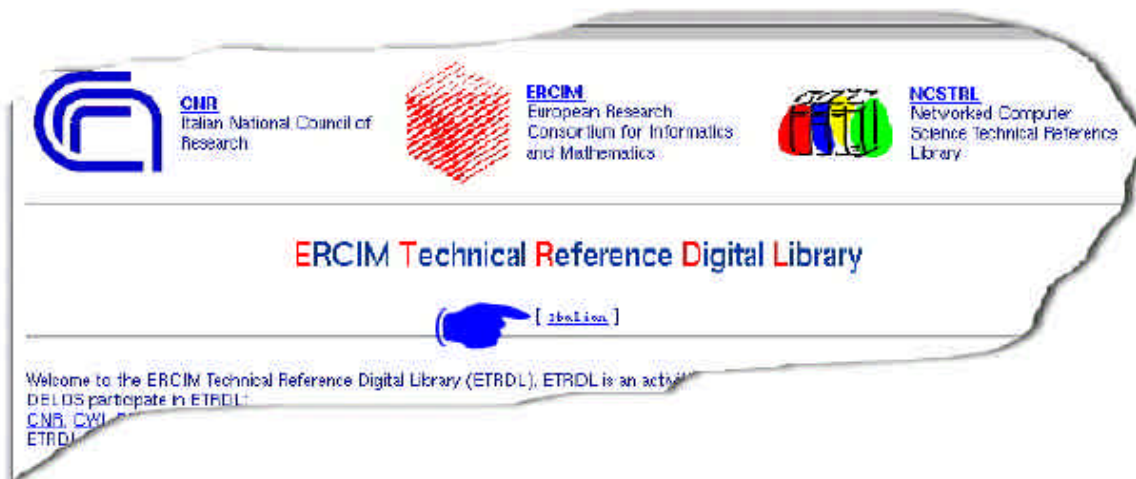 CNR
Italian National Council of
Research
ERCIM
European Research
Consortium for Informatics
and Mathematics
NCSTRL
Networked Computer
Science Technical Reference
Library
ERCIM Technical Reference Digital Library
[ Italian ]
Welcome to the ERCIM Technical Reference Digital Library (ETRDL). ETRDL is an
DELOS participate in ETRDL:
CNR, CWI,
ETRDL